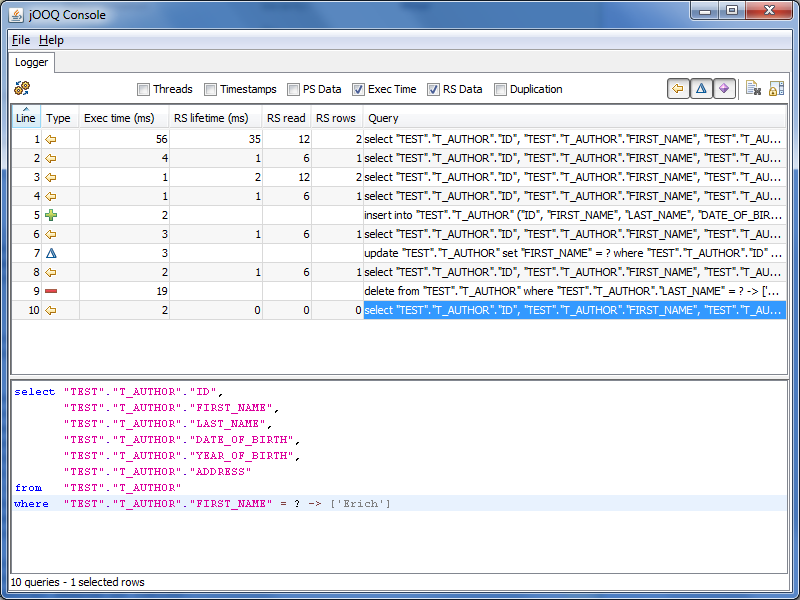 jOOQ Console
File Help
Logger
Threads Timestamps PS Data Exec Time RS Data Duplication
Line Type Exec time (ms) RS lifetime (ms) RS read RS rows Query
1 56 35 12 2 select "TEST"."T_AUTHOR"."ID", "TEST"."T_AUTHOR"."FIRST_NAME", "TEST"."T_AU...
2 4 1 6 1 select "TEST"."T_AUTHOR"."ID", "TEST"."T_AUTHOR"."FIRST_NAME", "TEST"."T_AU...
3 1 2 12 2 select "TEST"."T_AUTHOR"."ID", "TEST"."T_AUTHOR"."FIRST_NAME", "TEST"."T_AU...
4 1 1 6 1 select "TEST"."T_AUTHOR"."ID", "TEST"."T_AUTHOR"."FIRST_NAME", "TEST"."T_AU...
5 2 insert into "TEST"."T_AUTHOR" ("ID", "FIRST_NAME", "LAST_NAME", "DATE_OF_BIR...
6 3 1 6 1 select "TEST"."T_AUTHOR"."ID", "TEST"."T_AUTHOR"."FIRST_NAME", "TEST"."T_AU...
7 3 update "TEST"."T_AUTHOR" set "FIRST_NAME" = ? where "TEST"."T_AUTHOR"."ID" ...
8 2 1 6 1 select "TEST"."T_AUTHOR"."ID", "TEST"."T_AUTHOR"."FIRST_NAME", "TEST"."T_AU...
9 19 delete from "TEST"."T_AUTHOR" where "TEST"."T_AUTHOR"."LAST_NAME" = ? -> ['...
10 2 0 0 0 select "TEST"."T_AUTHOR"."ID", "TEST"."T_AUTHOR"."FIRST_NAME", "TEST"."T_AU...
select "TEST"."T_AUTHOR"."ID",
"TEST"."T_AUTHOR"."FIRST_NAME",
"TEST"."T_AUTHOR"."LAST_NAME",
"TEST"."T_AUTHOR"."DATE_OF_BIRTH",
"TEST"."T_AUTHOR"."YEAR_OF_BIRTH",
"TEST"."T_AUTHOR"."ADDRESS"
from "TEST"."T_AUTHOR"
where "TEST"."T_AUTHOR"."FIRST_NAME" = ? -> ['Erich']
10 queries - 1 selected rows